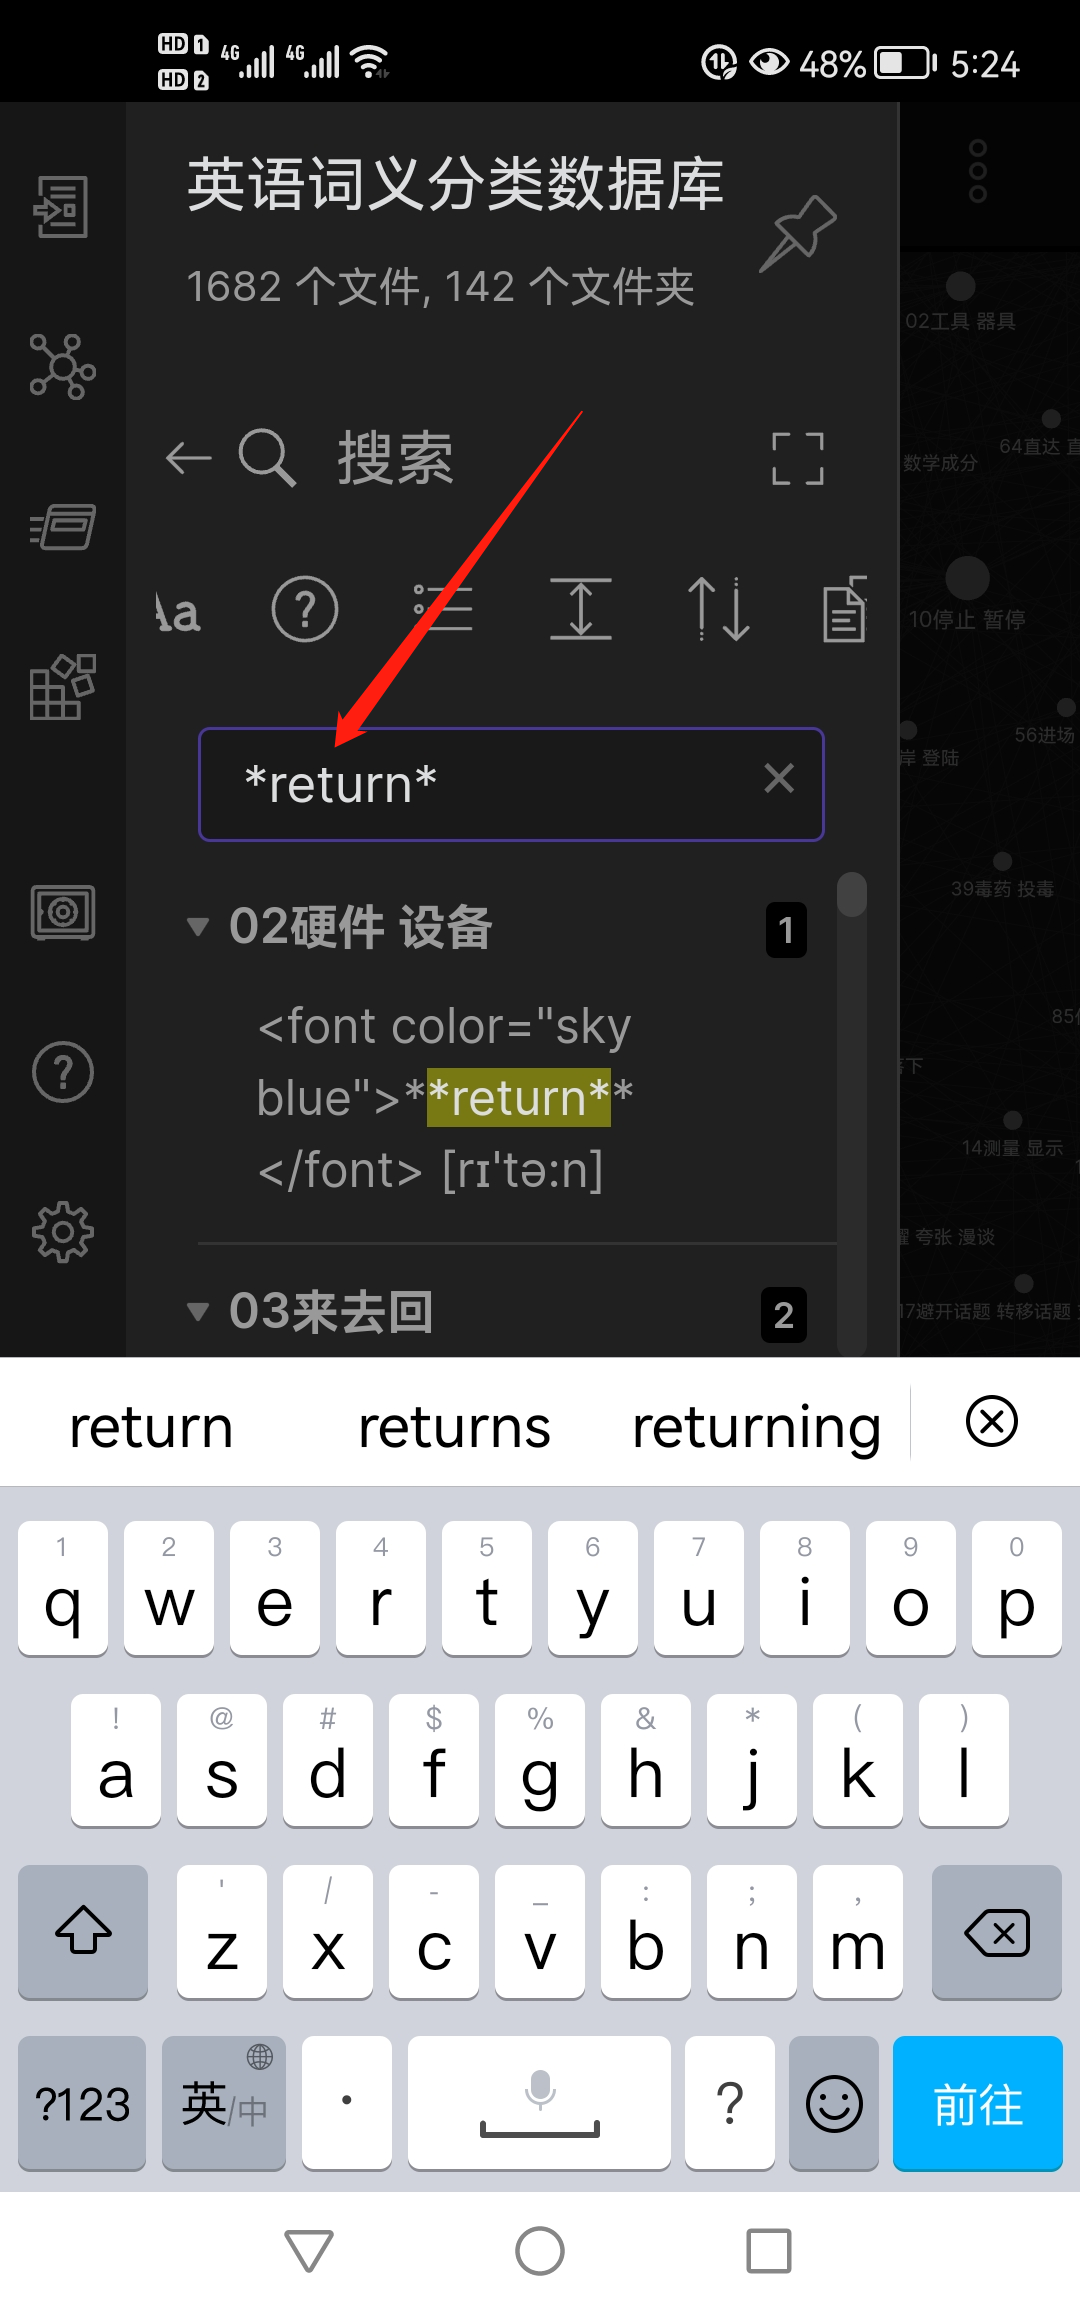 HD 1 4G 4G 48% 5:24
HD 2
英语词义分类数据库
1682 个文件, 142 个文件夹
搜索
Aa
*return*
02硬件 设备 1
<font color="sky
blue">**return**
</font> [rɪ'tə:n]
03来去回 2
02工具 器具
64直达 直
数学成分
10停止 暂停
56进场
岸 登陆
39毒药 投毒
落下
14测量 显示
夸张 漫谈
17避开话题 转移话题
return returns returning
1 2 3 4 5 6 7 8 9 0
q w e r t y u i o p
! @ # $ % & * ( )
a s d f g h j k l
' / - _ : ; ,
z x c v b n m
?123 英/中 . ? 前往